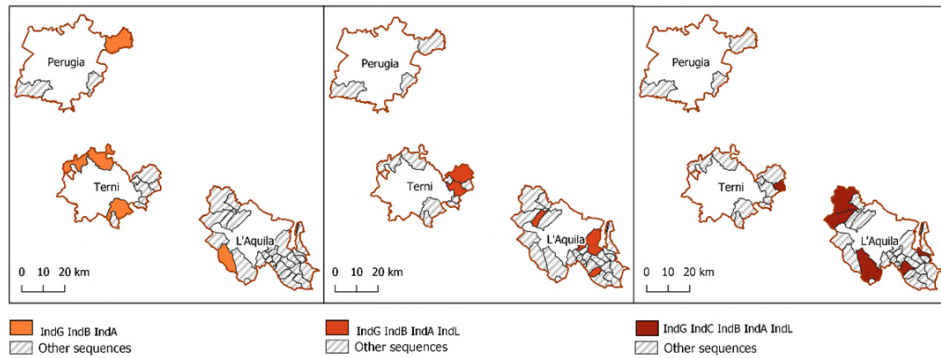 Perugia
Terni
L'Aquila
0 10 20 km
Perugia
Terni
L'Aquila
0 10 20 km
Perugia
Terni
L'Aquila
0 10 20 km
IndG IndB IndA
Other sequences
IndG IndB IndA IndL
Other sequences
IndG IndC IndB IndA IndL
Other sequences